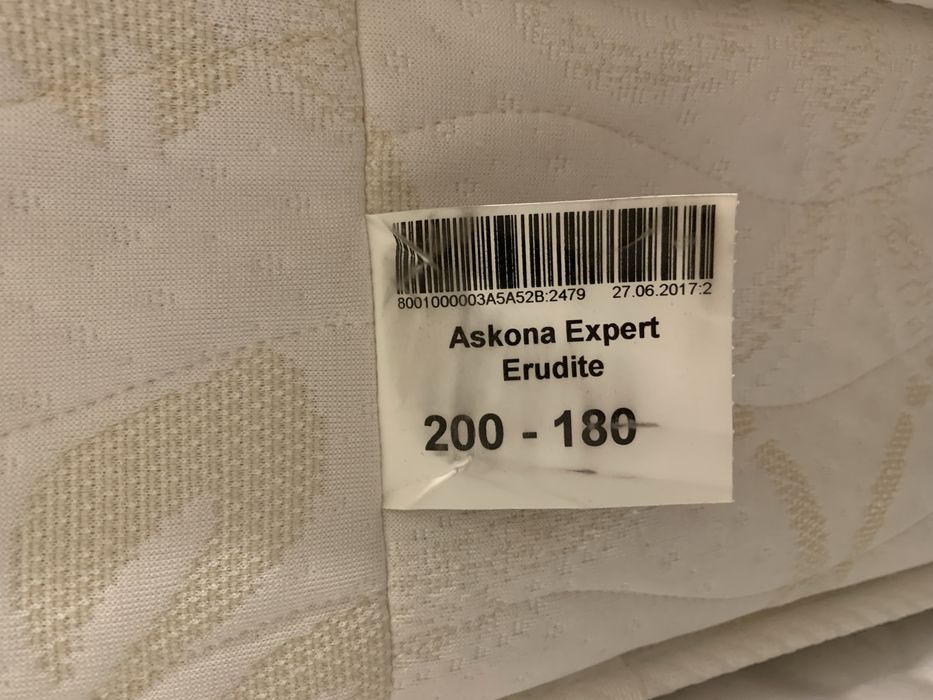 8001000003A5A52B:2479 27.06.2017:2
Askona Expert
Erudite
200 - 180